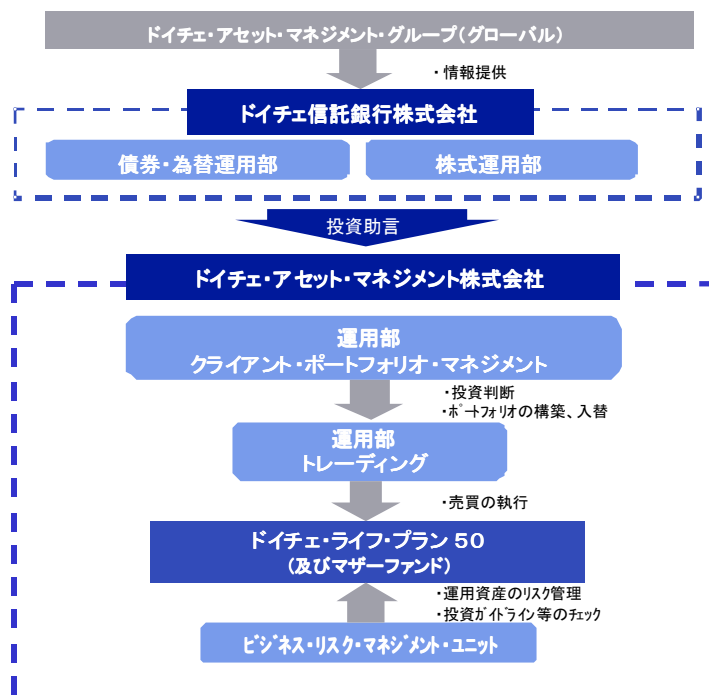 ドイチェ・アセット・マネジメント・グループ(グローバル)
・情報提供
ドイチェ信託銀行株式会社
債券・為替運用部
株式運用部
投資助言
ドイチェ・アセット・マネジメント株式会社
運用部
クライアント・ポートフォリオ・マネジメント
・投資判断
・ポートフォリオの構築、入替
運用部
トレーディング
・売買の執行
ドイチェ・ライフ・プラン 50
(及びマザーファンド)
・運用資産のリスク管理
・投資ガイドライン等のチェック
ビジネス・リスク・マネジメント・ユニット